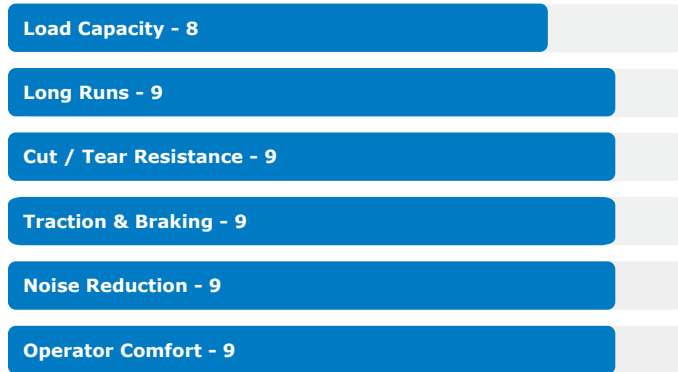 Load Capacity - 8
Long Runs - 9
Cut / Tear Resistance - 9
Traction & Braking - 9
Noise Reduction - 9
Operator Comfort - 9